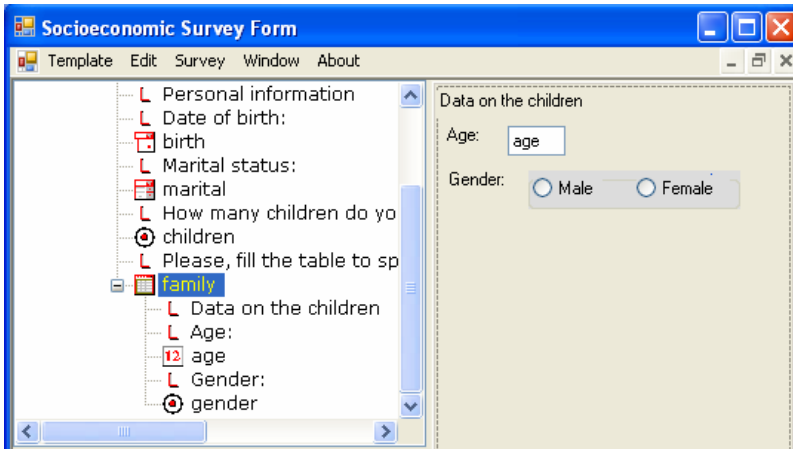 Socioeconomic Survey Form
Template Edit Survey Window About
L Personal information
L Date of birth:
birth
L Marital status:
marital
L How many children do yo
children
L Please, fill the table to sp
family
L Data on the children
L Age:
12 age
L Gender:
gender
Data on the children
Age: age
Gender: Male Female